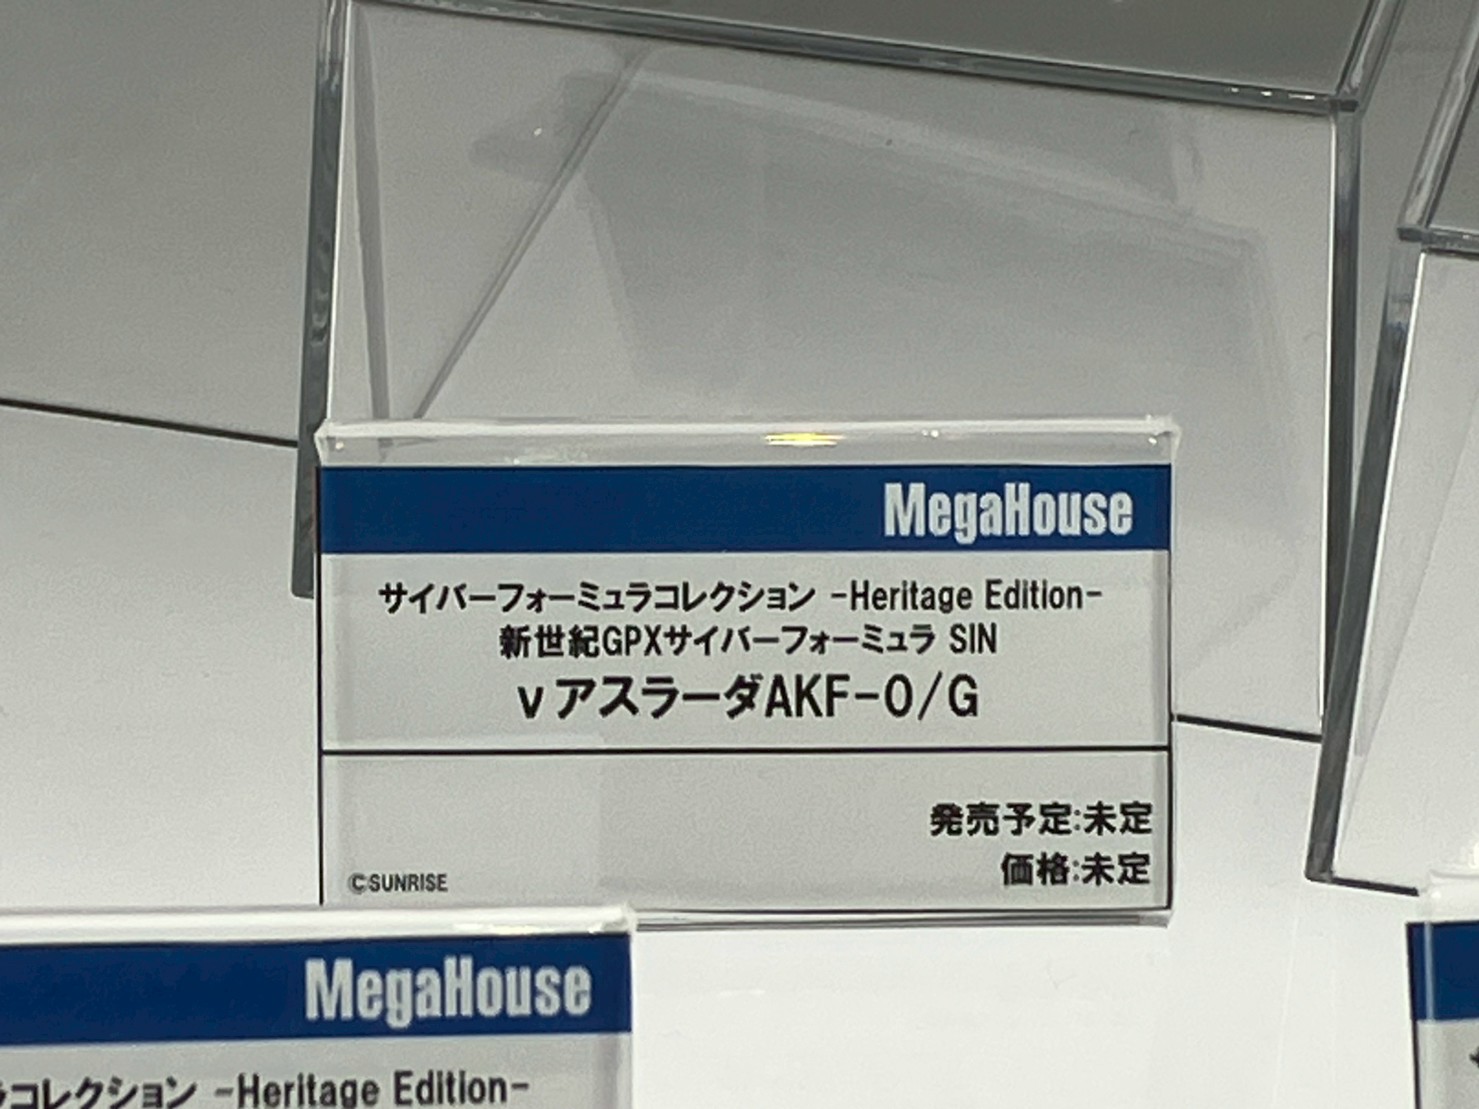 MegaHouse
サイバーフォーミュラコレクション -Heritage Edition-
新世紀GPXサイバーフォーミュラ SIN
νアスラーダAKF-0/G
発売予定:未定
価格:未定
©SUNRISE
MegaHouse
コレクション -Heritage Edition-